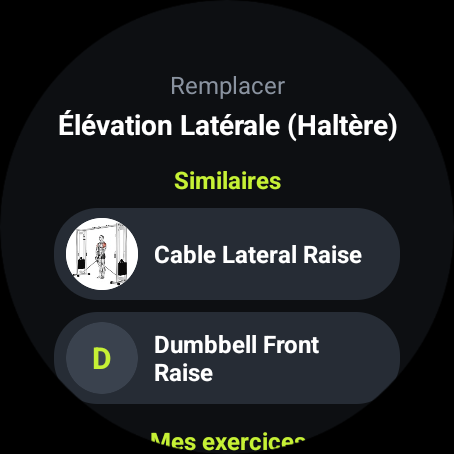 Remplacer
Élévation Latérale (Haltère)
Similaires
Cable Lateral Raise
D
Dumbbell Front
Raise
Mes exercices